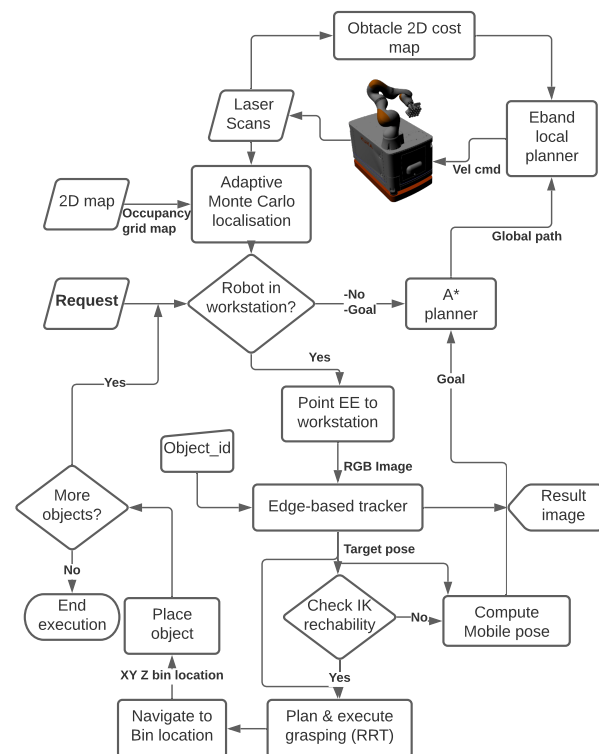 Obtacle 2D cost
map
Laser
Scans
Eband
local
planner
Vel cmd
2D map
Occupancy
grid map
Adaptive
Monte Carlo
localisation
Global path
Request
Robot in
workstation?
-No
-Goal
A*
planner
Yes
Yes
Goal
Point EE to
workstation
Object_id
RGB Image
More
objects?
Edge-based tracker
Result
image
Target pose
No
End
execution
Place
object
Check IK
rechability
No
Compute
Mobile pose
XY Z bin location
Yes
Navigate to
Bin location
Plan & execute
grasping (RRT)